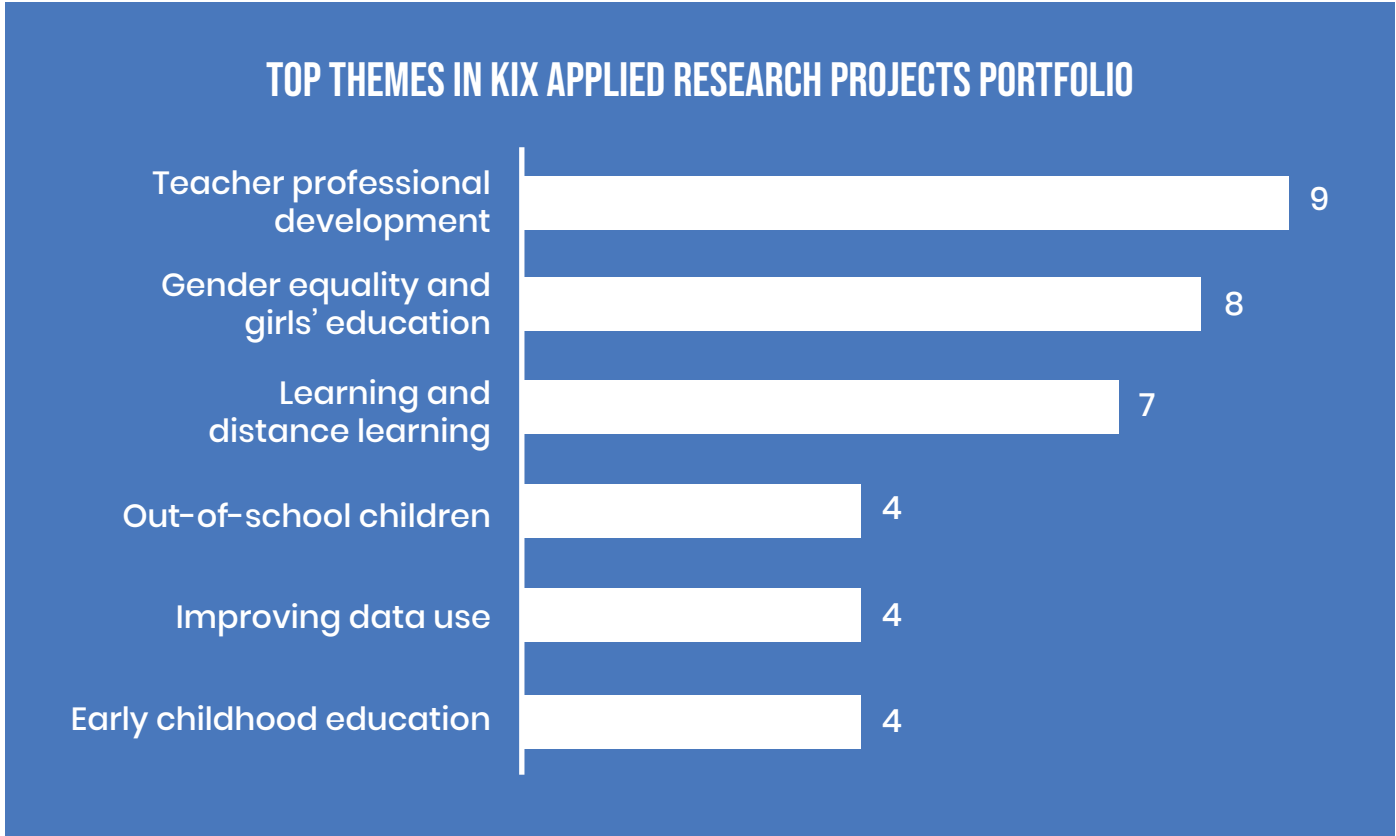 TOP THEMES IN KIX APPLIED RESEARCH PROJECTS PORTFOLIO
Teacher professional
development
9
Gender equality and
girls’ education
8
Learning and
distance learning
7
Out-of-school children
4
Improving data use
4
Early childhood education
4